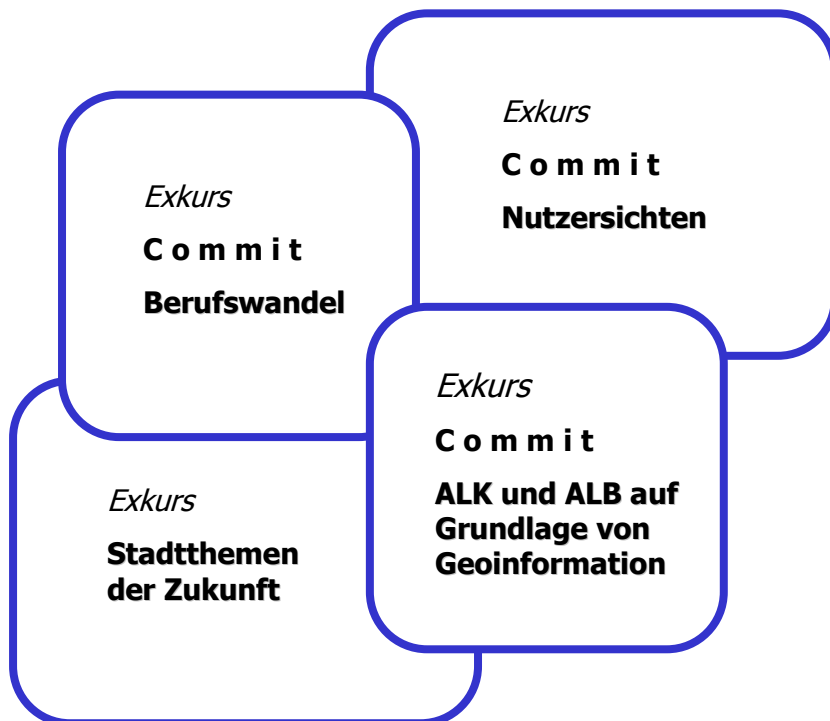 Exkurs
C o m m i t
Nutzersichten
Exkurs
C o m m i t
Berufswandel
Exkurs
C o m m i t
ALK und ALB auf
Grundlage von
Geoinformation
Exkurs
Stadtthemen
der Zukunft